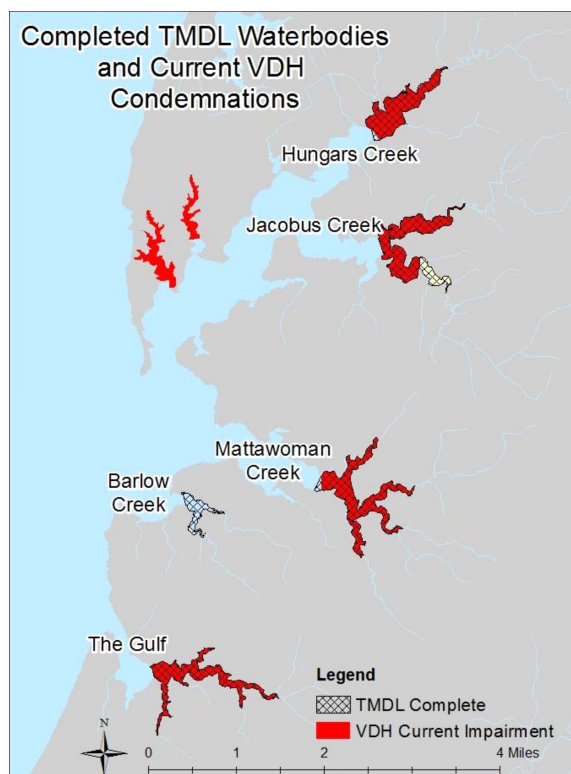 Completed TMDL Waterbodies
and Current VDH
Condemnations
Hungars Creek
Jacobus Creek
Mattawoman
Creek
Barlow
Creek
The Gulf
Legend
TMDL Complete
VDH Current Impairment
N
0 1 2 4 Miles